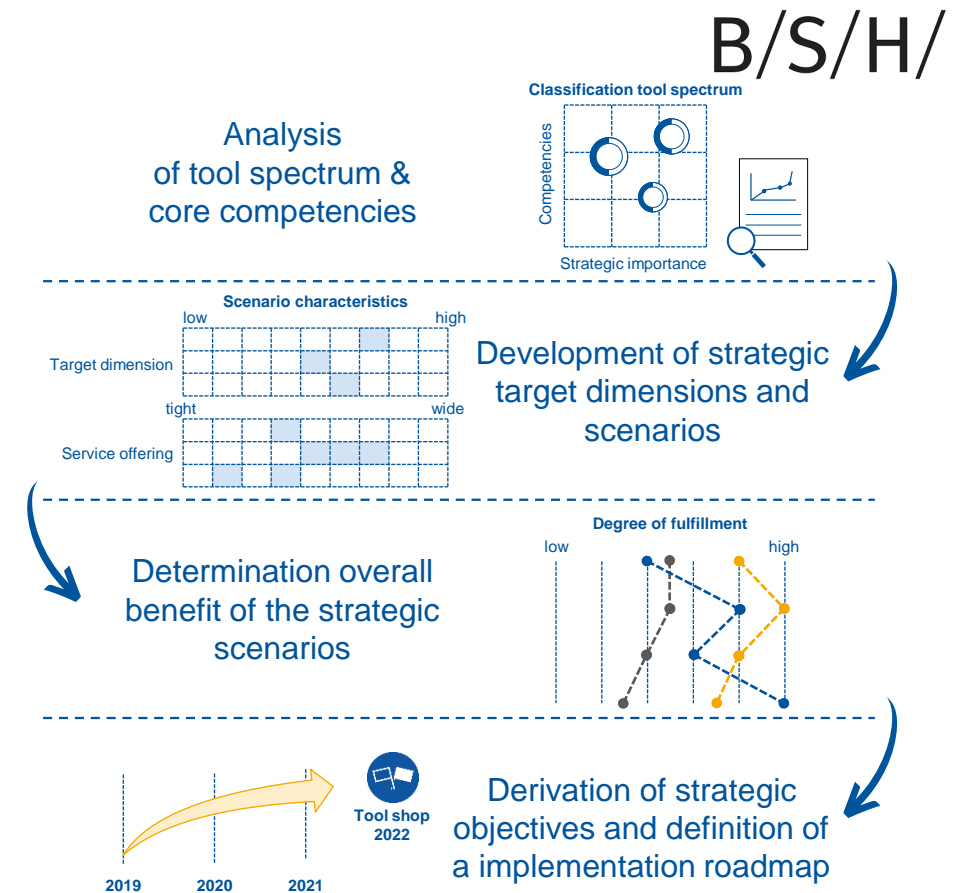 B/S/H/
Classification tool spectrum
Analysis
of tool spectrum &
core competencies
Competencies
Strategic importance
Scenario characteristics
low high
Target dimension
tight wide
Service offering
Development of strategic
target dimensions and
scenarios
Degree of fulfillment
low high
Determination overall
benefit of the strategic
scenarios
Tool shop
2022
2019 2020 2021
Derivation of strategic
objectives and definition of
a implementation roadmap